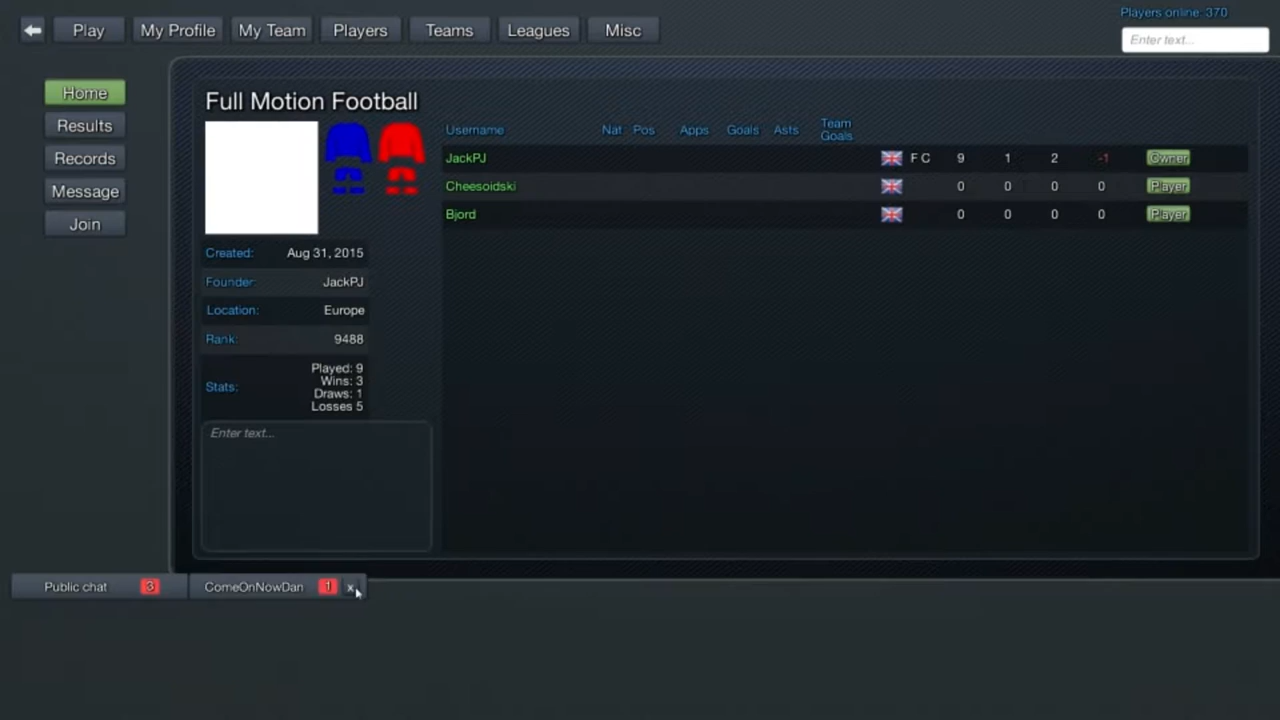 Play My Profile My Team Players Teams Leagues Misc
Players online: 370
Enter text...
Home
Results
Records
Message
Join
Full Motion Football
Created: Aug 31, 2015
Founder: JackPJ
Location: Europe
Rank: 9488
Stats:
Played: 9
Wins: 3
Draws: 1
Losses 5
Enter text...
Username Nat Pos Apps Goals Asts Team Goals
JackPJ F C 9 1 2 -1 Owner
Cheesoidski 0 0 0 0 Player
Bjord 0 0 0 0 Player
Public chat 3 ComeOnNowDan 1 x